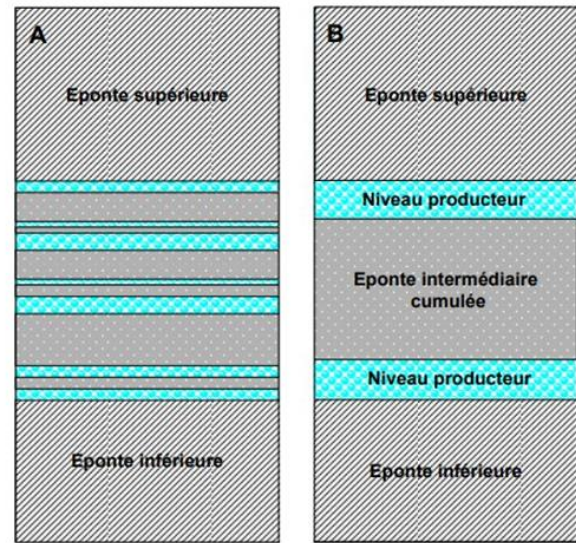 A
Eponte supérieure
Eponte inférieure
B
Eponte supérieure
Niveau producteur
Eponte intermédiaire
cumulée
Niveau producteur
Eponte inférieure